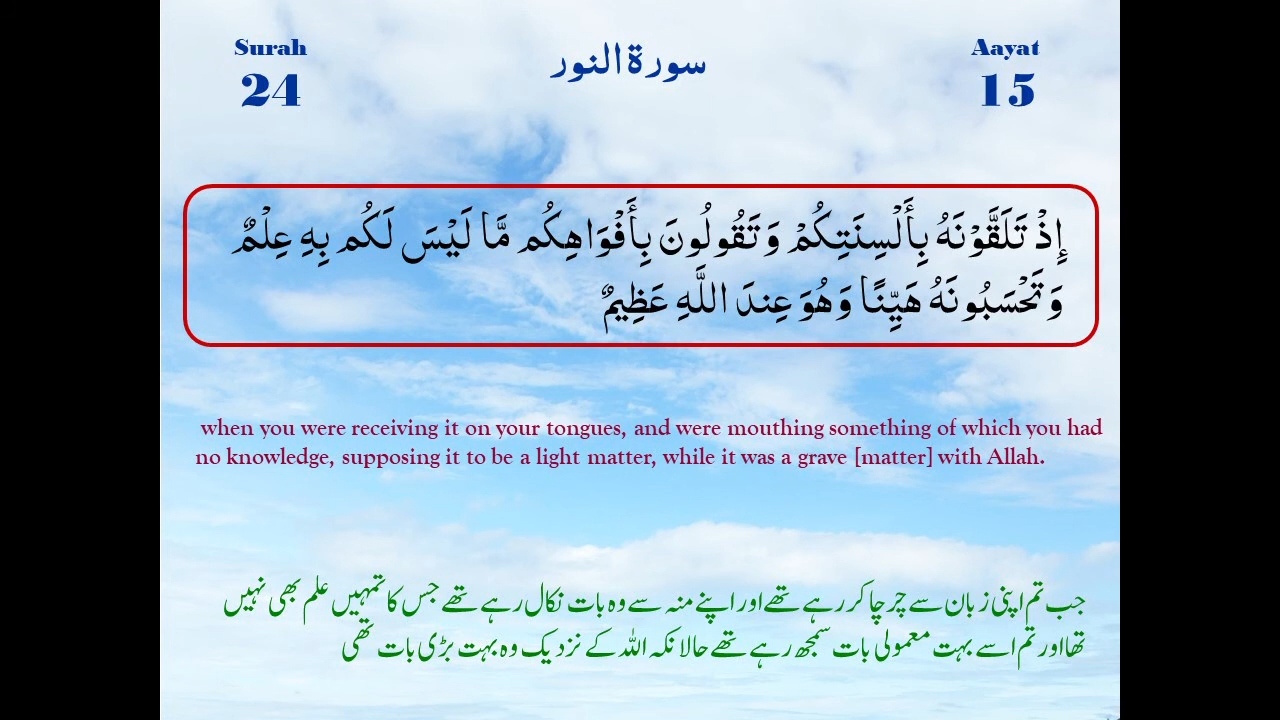 Surah
24
سورة النور
Aayat
15
إِذْ تَلَقَّوْنَهُ بِأَلْسِنَتِكُمْ وَتَقُولُونَ بِأَفْوَاهِكُم مَّا لَيْسَ لَكُم بِهِ عِلْمٌ
وَتَحْسَبُونَهُ هَيِّنًا وَهُوَ عِندَ اللَّهِ عَظِيمٌ
when you were receiving it on your tongues, and were mouthing something of which you had
no knowledge, supposing it to be a light matter, while it was a grave [matter] with Allah.
جب تم اپنی زبان سے چرچا کر رہے تھے اور اپنے منہ سے وہ بات نکال رہے تھے جس کا تمہیں علم بھی نہیں
تھا اور تم اسے بہت معمولی بات سمجھ رہے تھے حالانکہ اللہ کے نزدیک وہ بہت بڑی بات تھی